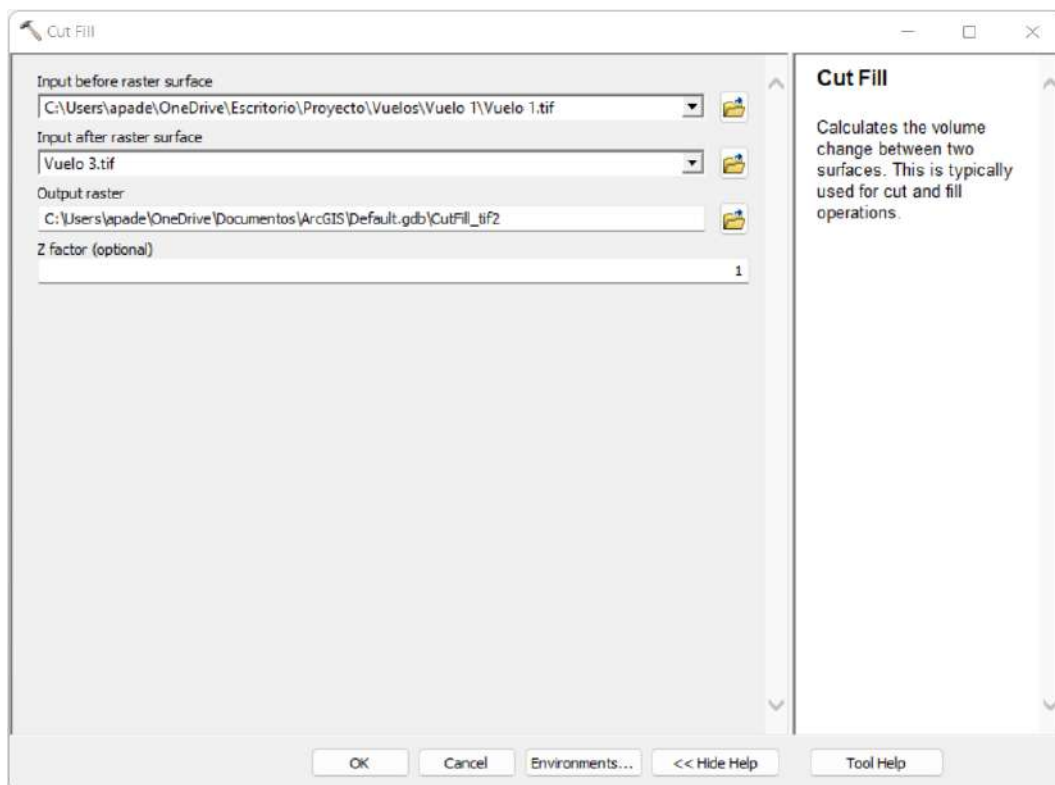 Cut Fill
Input before raster surface
C:\Users\apade\OneDrive\Escritorio\Proyecto\Vuelos\Vuelo 1\Vuelo 1.tif
Input after raster surface
Vuelo 3.tif
Output raster
C:\Users\apade\OneDrive\Documentos\ArcGIS\Default.gdb\CutFill_tif2
Z factor (optional)
1
Cut Fill
Calculates the volume
change between two
surfaces. This is typically
used for cut and fill
operations.
OK
Cancel
Environments...
<< Hide Help
Tool Help